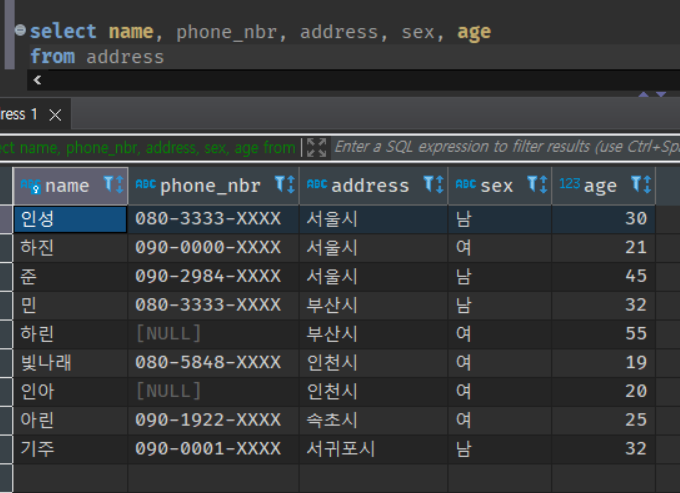 select name, phone_nbr, address, sex, age
from address
ress 1
ct name, phone_nbr, address, sex, age from Enter a SQL expression to filter results (use Ctrl+Spa
ABC name ABC phone_nbr ABC address ABC sex 123 age
인성 080-3333-XXXX 서울시 남 30
하진 090-0000-XXXX 서울시 여 21
준 090-2984-XXXX 서울시 남 45
민 080-3333-XXXX 부산시 남 32
하린 [NULL] 부산시 여 55
빛나래 080-5848-XXXX 인천시 여 19
인아 [NULL] 인천시 여 20
아린 090-1922-XXXX 속초시 여 25
기주 090-0001-XXXX 서귀포시 남 32